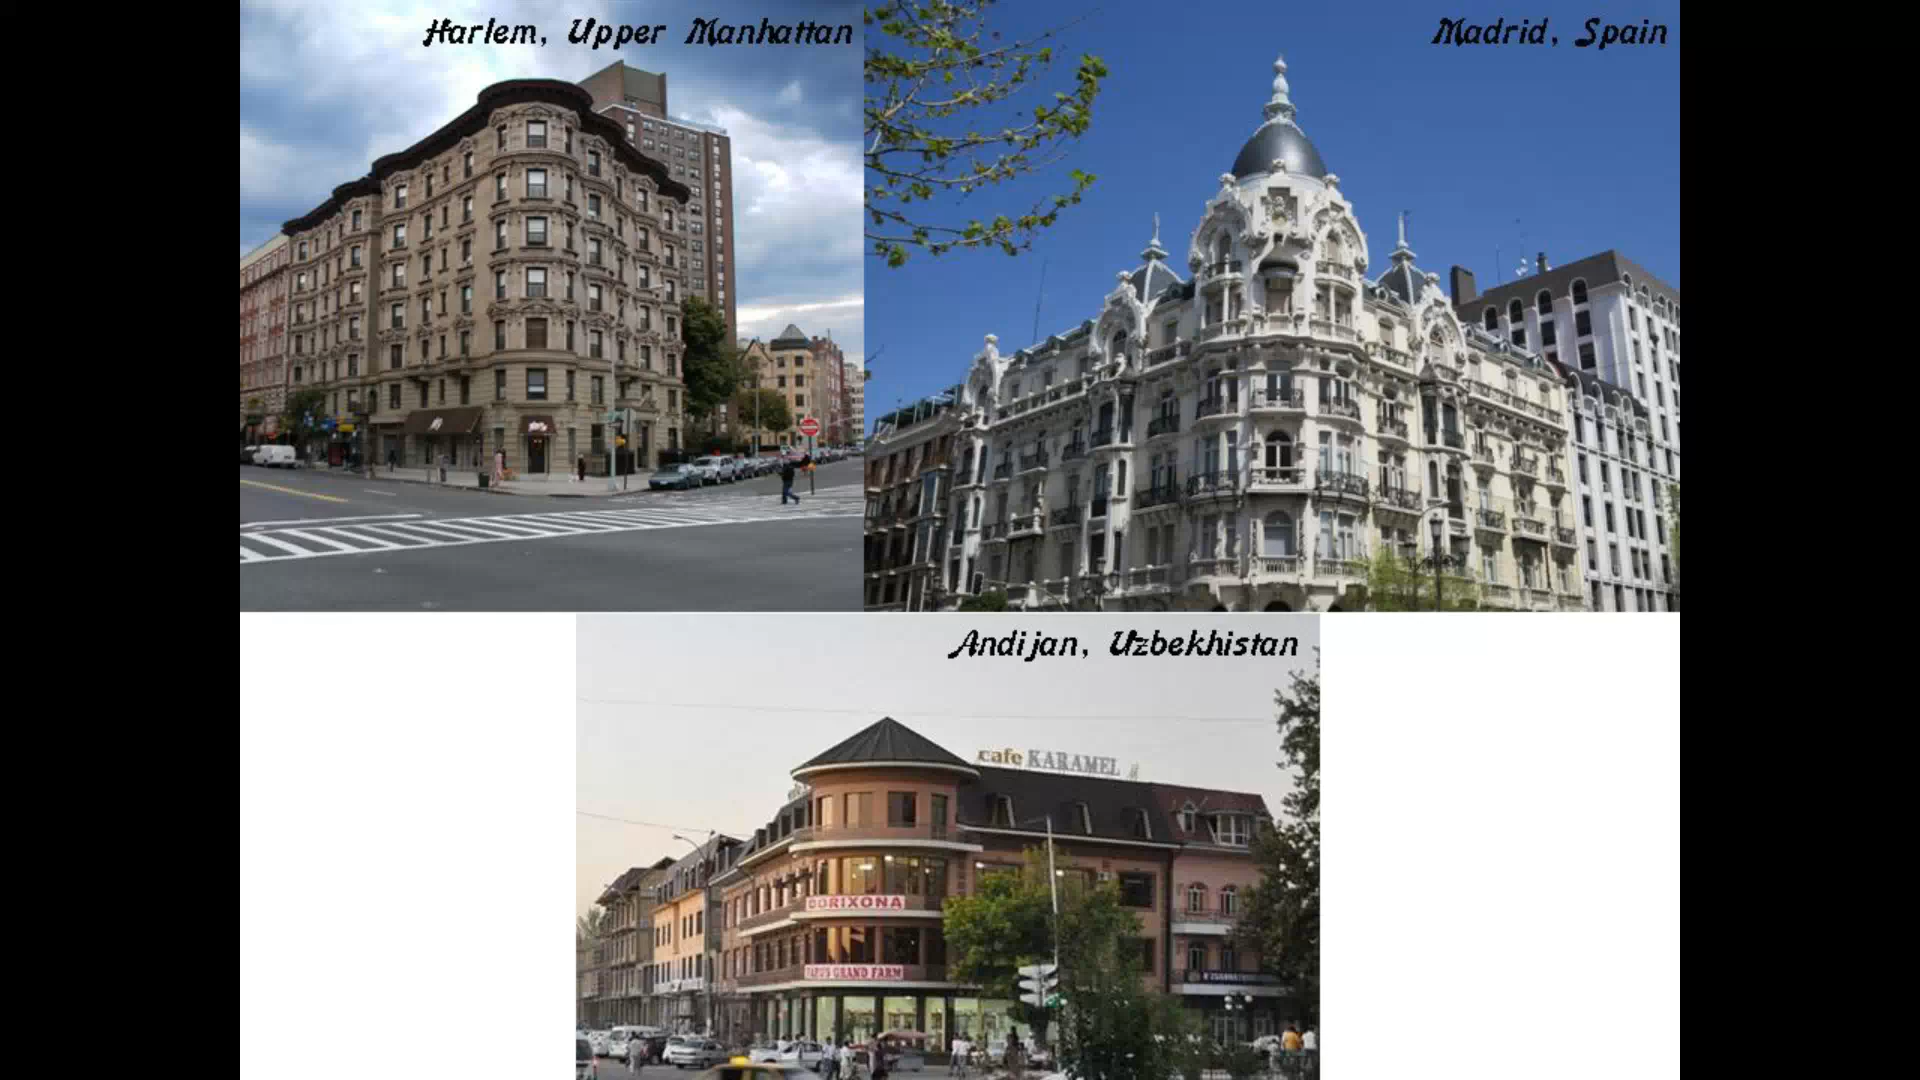 Harlem, Upper Manhattan
Madrid, Spain
Andijan, Uzbekhistan
cafe KARAMEL
DORIXONA
GRAND FARM